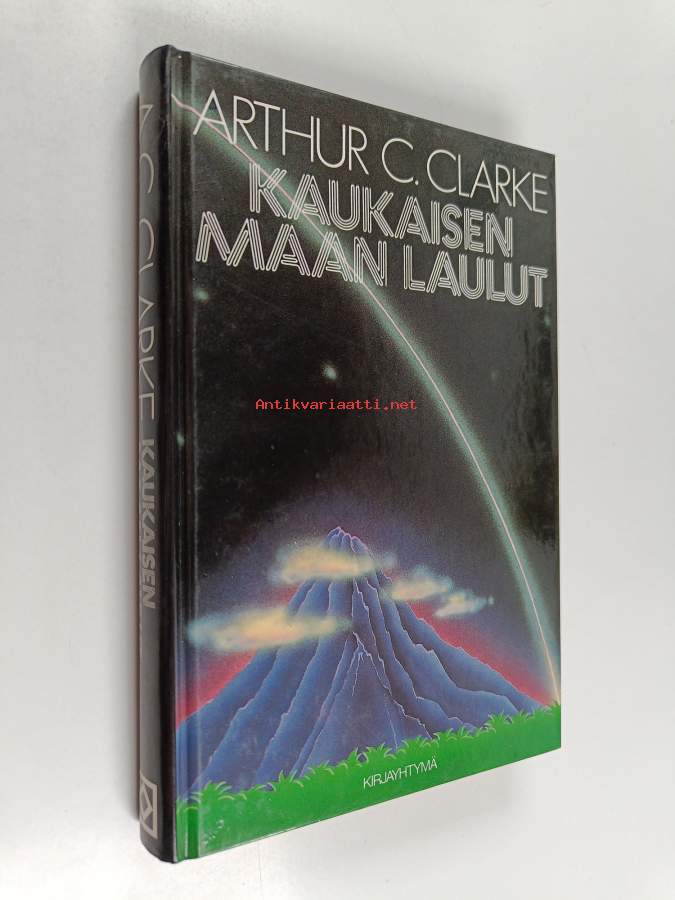 ARTHUR C. CLARKE
KAUKAISEN
MAAN LAULUT
Antikvariaatti.net
KIRJAYHTYMÄ
A.C. CLARKE KAUKAISEN